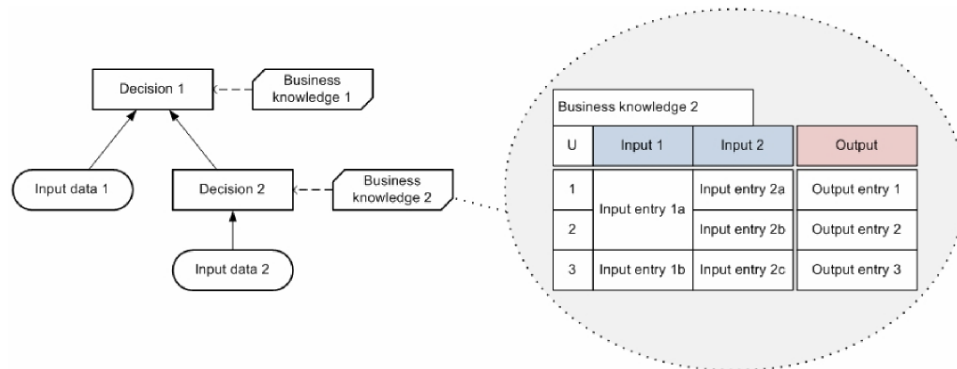 Decision 1
Business
knowledge 1
Input data 1
Decision 2
Business
knowledge 2
Input data 2
Business knowledge 2
U Input 1 Input 2 Output
1 Input entry 1a Input entry 2a Output entry 1
2 Input entry 2b Output entry 2
3 Input entry 1b Input entry 2c Output entry 3